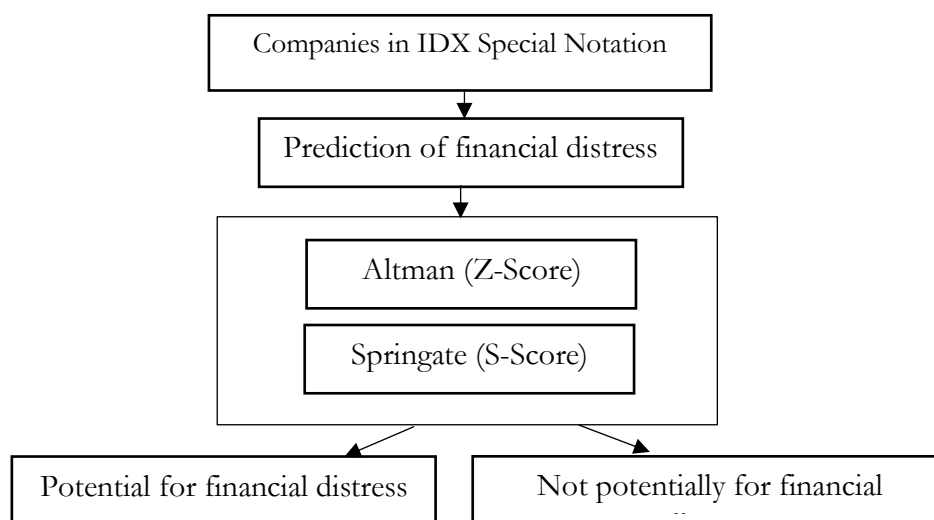 Companies in IDX Special Notation
Prediction of financial distress
Altman (Z-Score)
Springate (S-Score)
Potential for financial distress
Not potentially for financial